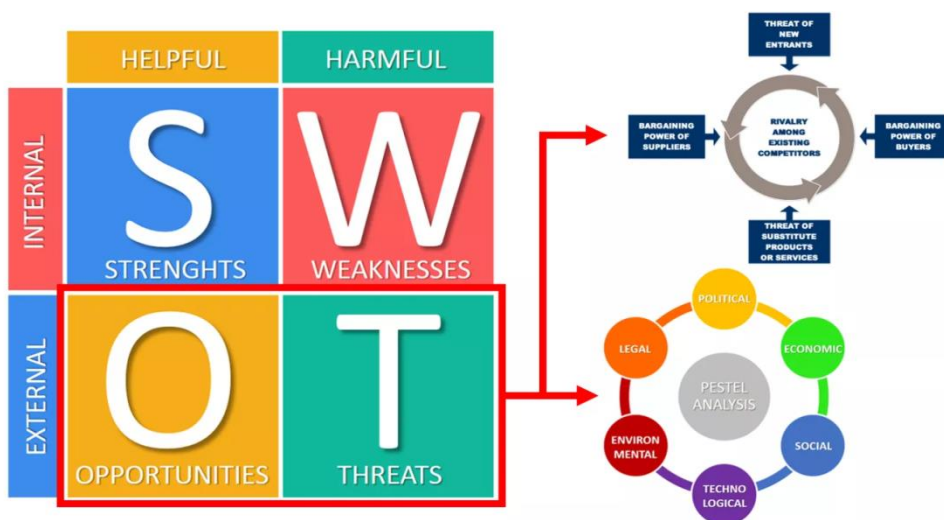 HELPFUL
HARMFUL
INTERNAL
S
STRENGHTS
W
WEAKNESSES
EXTERNAL
O
OPPORTUNITIES
T
THREATS
THREAT OF
NEW
ENTRANTS
BARGAINING
POWER OF
SUPPLIERS
RIVALRY
AMONG
EXISTING
COMPETITORS
BARGAINING
POWER OF
BUYERS
THREAT OF
SUBSTITUTE
PRODUCTS
OR SERVICES
POLITICAL
LEGAL
ECONOMIC
PESTEL
ANALYSIS
ENVIRON
MENTAL
SOCIAL
TECHNO
LOGICAL